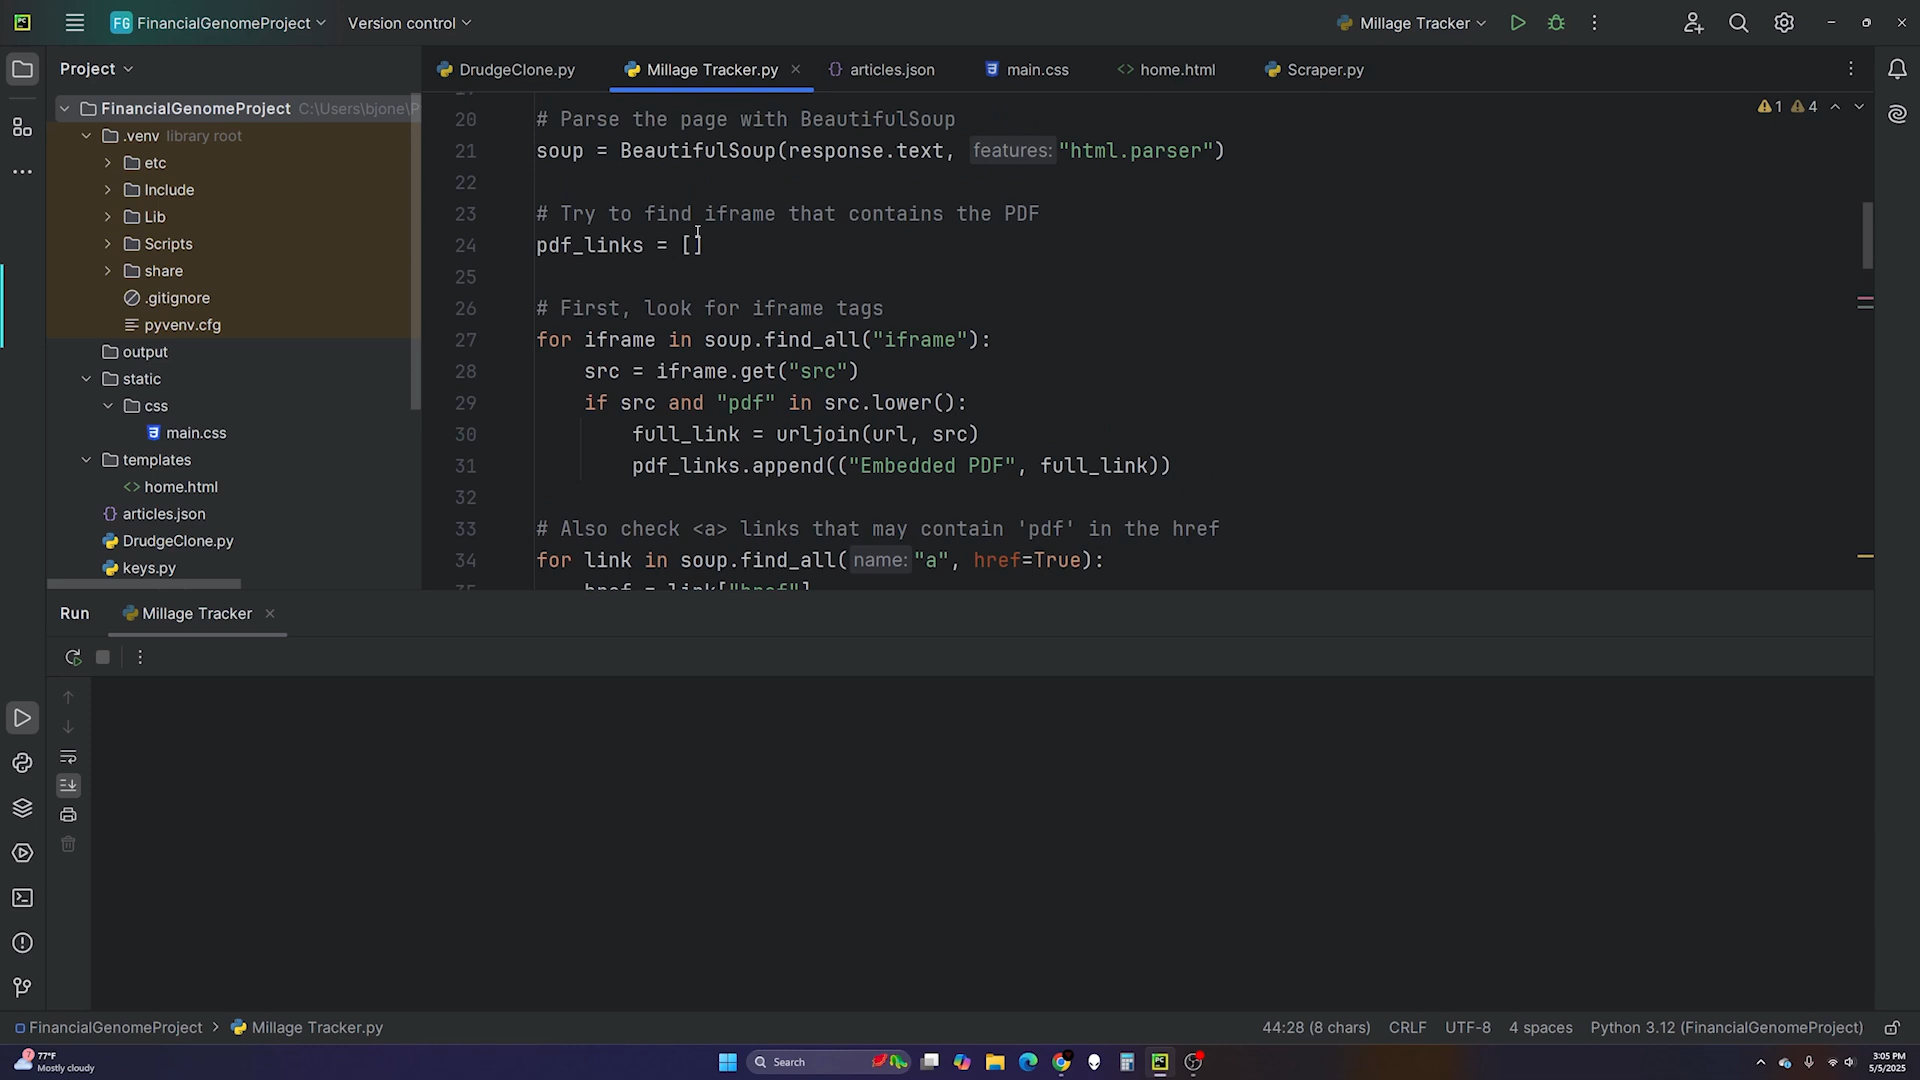 PC
FG FinancialGenomeProject
Version control
Millage Tracker
Project
DrudgeClone.py
Millage Tracker.py
articles.json
main.css
home.html
Scraper.py
FinancialGenomeProject C:\Users\bjone\P
.venv library root
etc
Include
Lib
Scripts
share
.gitignore
pyvenv.cfg
output
static
css
main.css
templates
home.html
articles.json
DrudgeClone.py
keys.py
1 4
20 # Parse the page with BeautifulSoup
21 soup = BeautifulSoup(response.text, features: "html.parser")
22
23 # Try to find iframe that contains the PDF
24 pdf_links = []
25
26 # First, look for iframe tags
27 for iframe in soup.find_all("iframe"):
28 src = iframe.get("src")
29 if src and "pdf" in src.lower():
30 full_link = urljoin(url, src)
31 pdf_links.append(("Embedded PDF", full_link))
32
33 # Also check <a> links that may contain 'pdf' in the href
34 for link in soup.find_all( name: "a", href=True):
35 href = link["href"]
Run
Millage Tracker
FinancialGenomeProject > Millage Tracker.py
44:28 (8 chars) CRLF UTF-8 4 spaces Python 3.12 (FinancialGenomeProject)
77°F
Mostly cloudy
Search
3:05 PM
5/5/2025